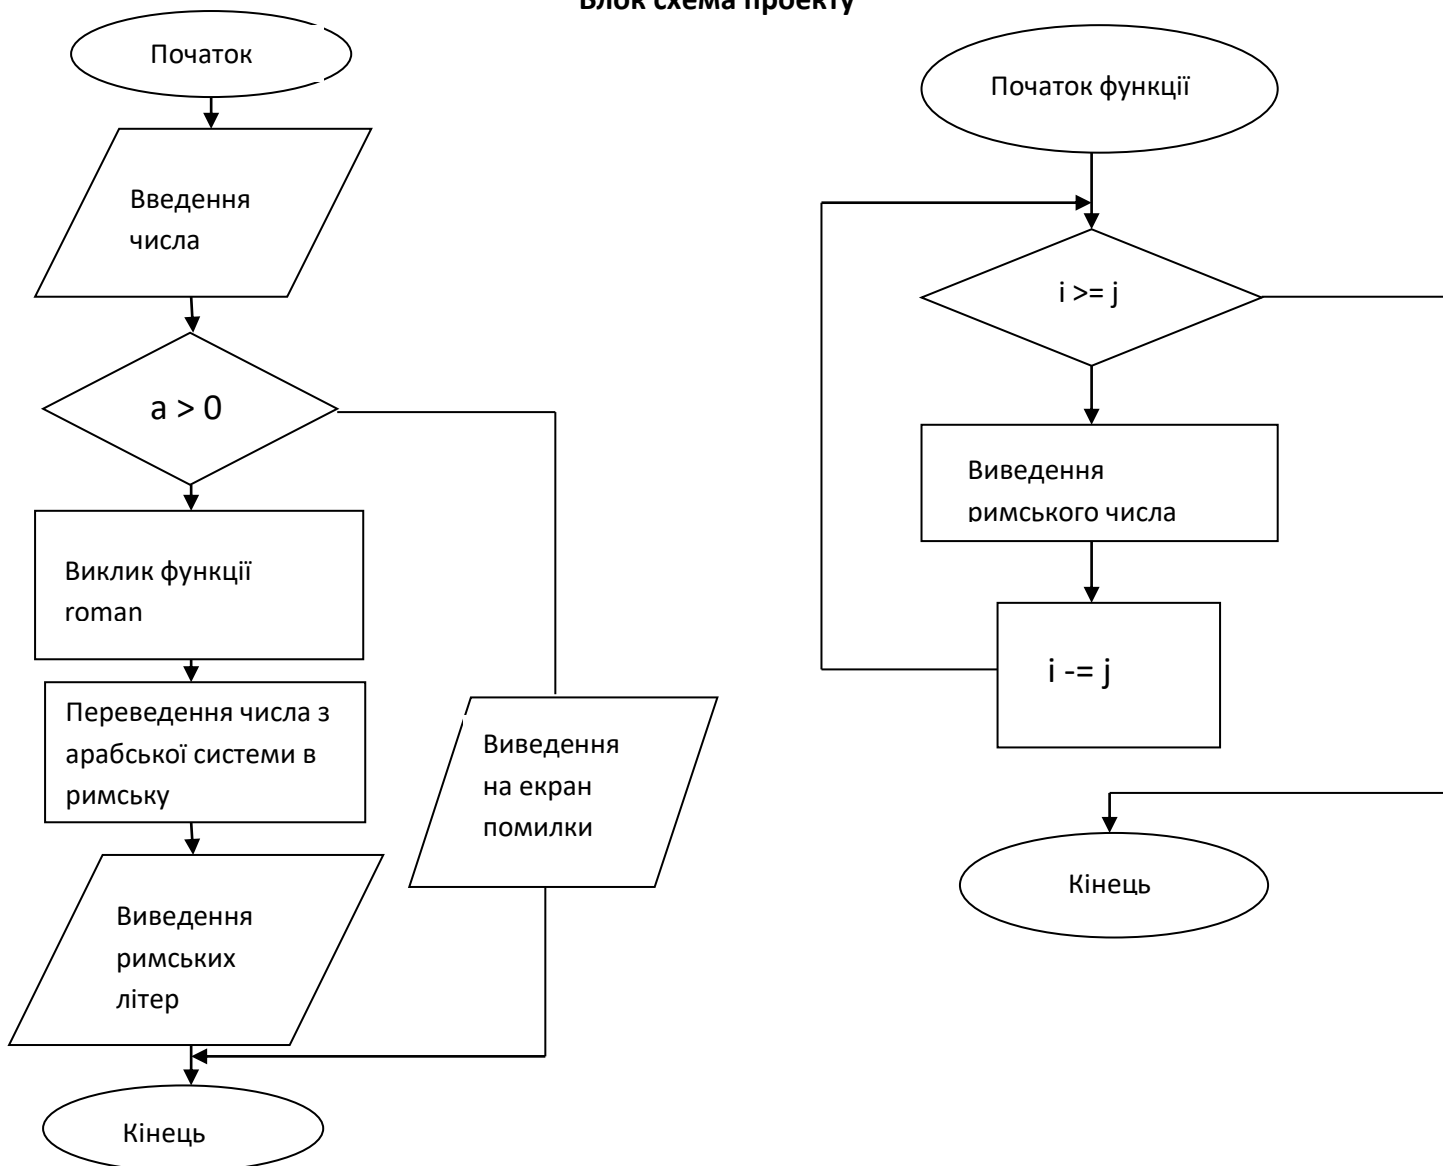 Блок схема проекту
Початок
Введення
числа
a > 0
Виклик функції
roman
Переведення числа з
арабської системи в
римську
Виведення
на екран
помилки
Виведення
римських
літер
Кінець
Початок функції
i >= j
Виведення
римського числа
i -= j
Кінець